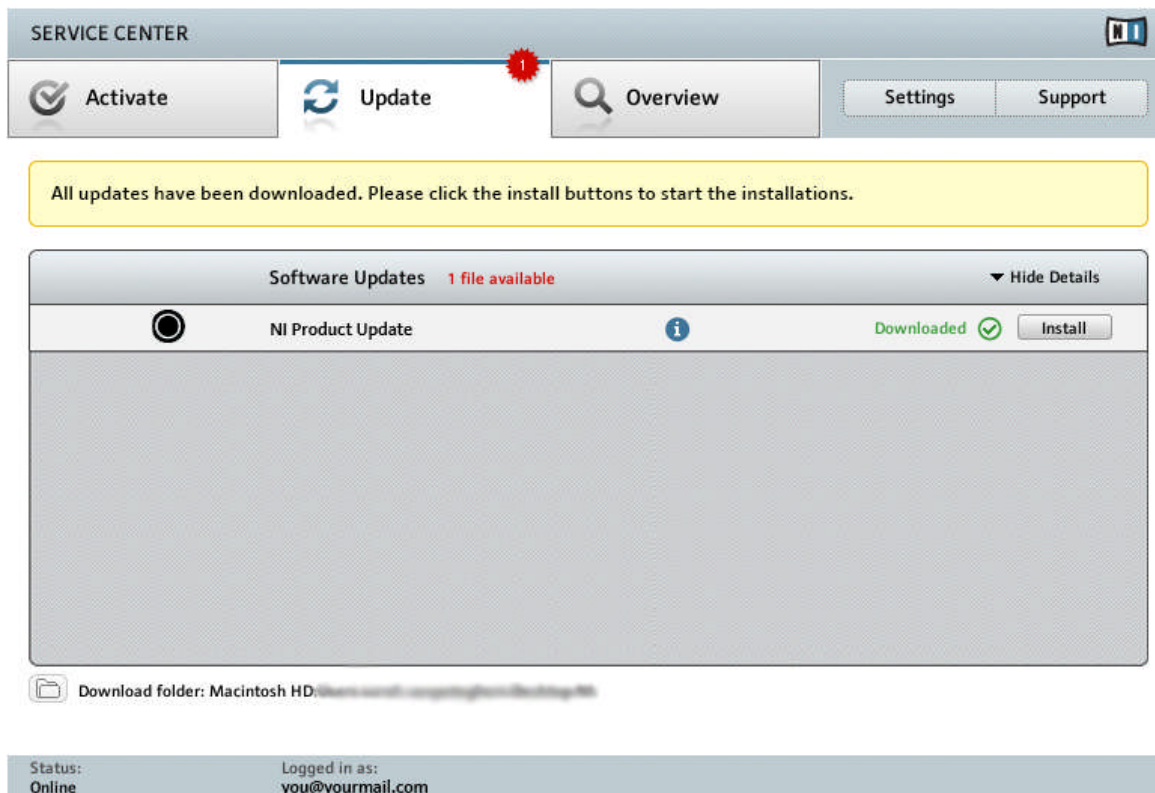 SERVICE CENTER
NI
Activate
Update
1
Overview
Settings
Support
All updates have been downloaded. Please click the install buttons to start the installations.
Software Updates 1 file available
Hide Details
NI Product Update
Downloaded
Install
Download folder: Macintosh HD:
Status:
Online
Logged in as:
you@yourmail.com